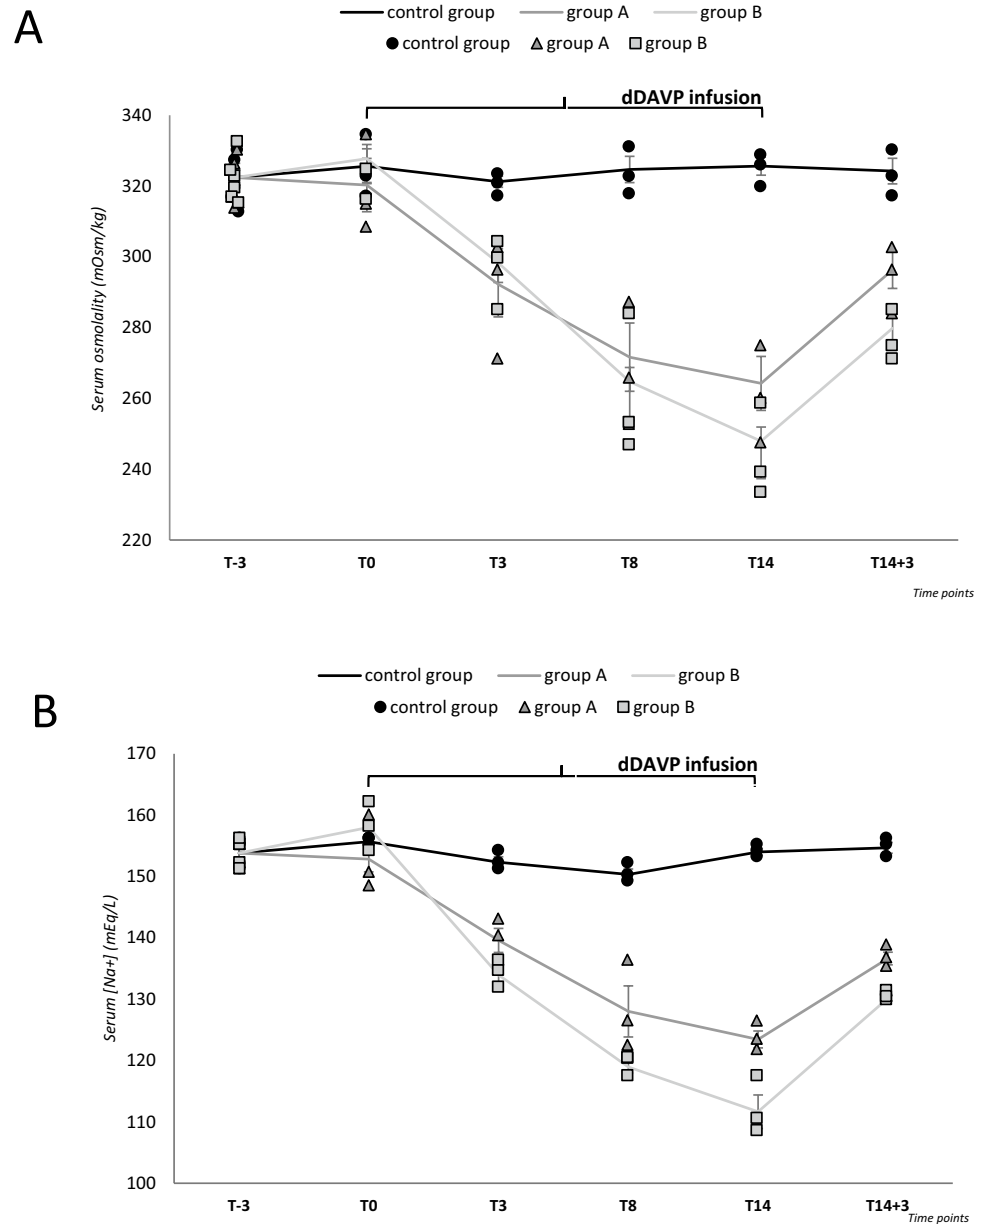 A
control group group A group B
control group group A group B
dDAVP infusion
340
320
300
280
260
240
220
Serum osmolality (mOsm/kg)
T-3 T0 T3 T8 T14 T14+3
Time points
B
control group group A group B
control group group A group B
dDAVP infusion
170
160
150
140
130
120
110
100
Serum [Na+] (mEq/L)
T-3 T0 T3 T8 T14 T14+3
Time points